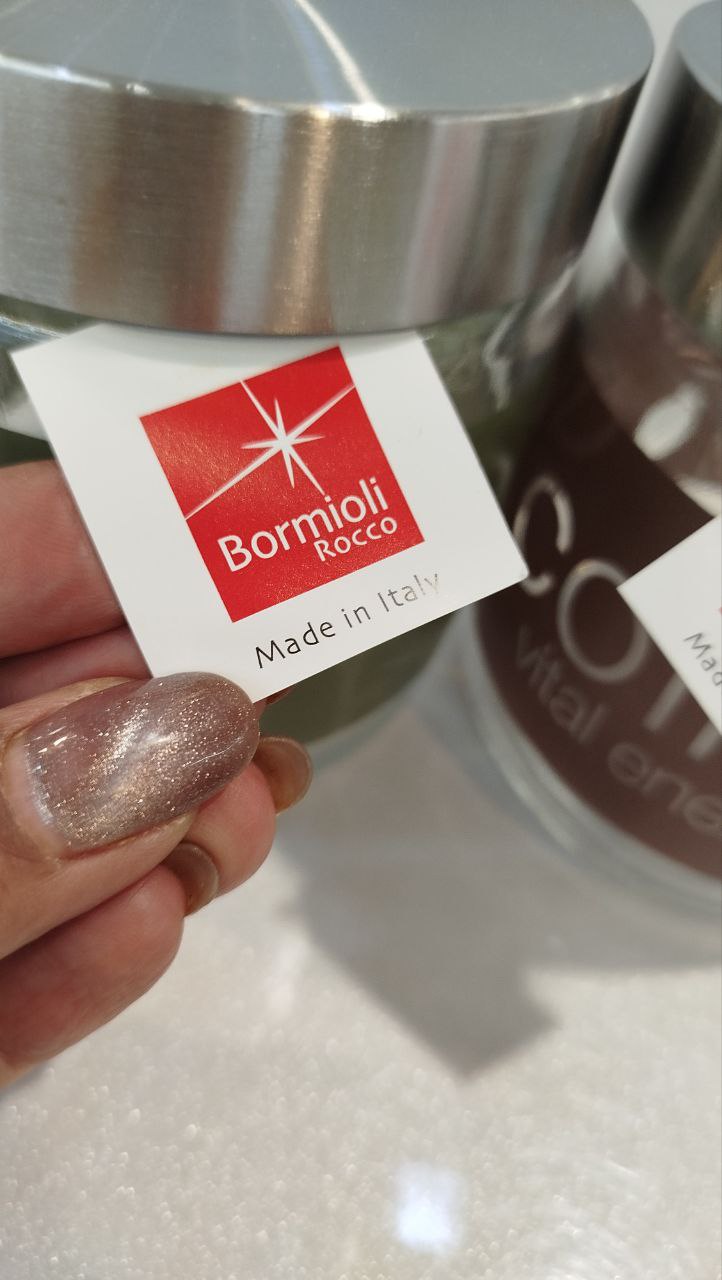 Bormioli
Rocco
Made in Italy
vital